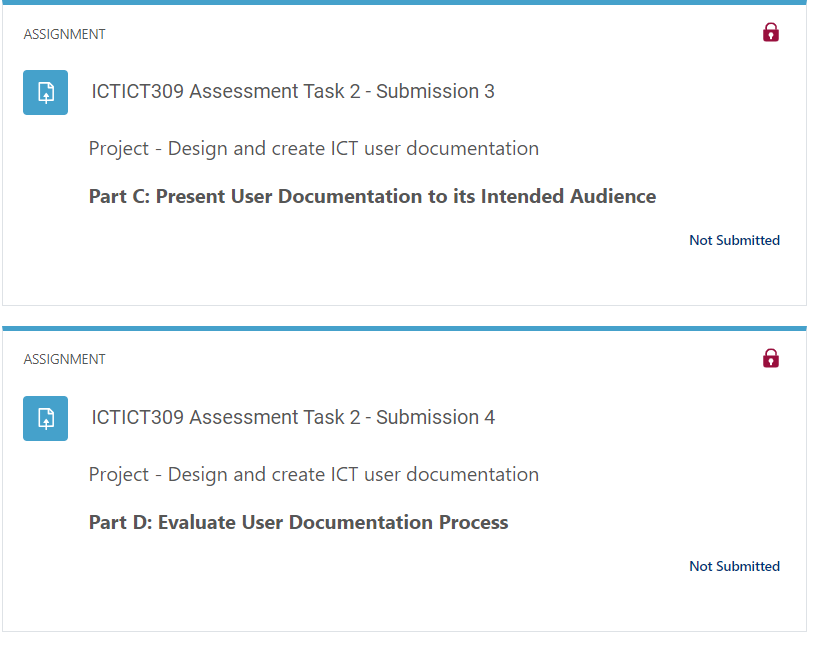 ASSIGNMENT
ICTICT309 Assessment Task 2 - Submission 3
Project - Design and create ICT user documentation
Part C: Present User Documentation to its Intended Audience
Not Submitted
ASSIGNMENT
ICTICT309 Assessment Task 2 - Submission 4
Project - Design and create ICT user documentation
Part D: Evaluate User Documentation Process
Not Submitted